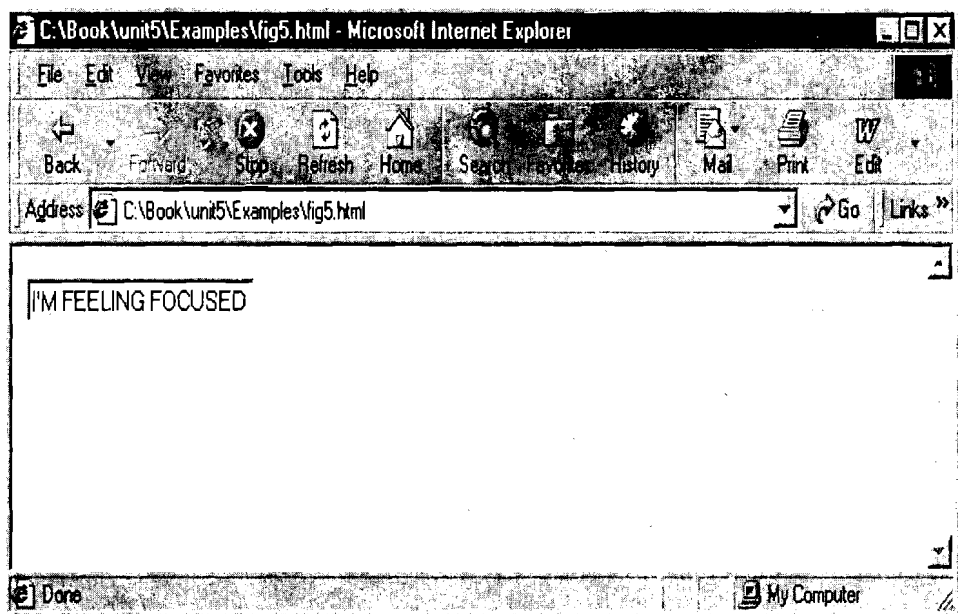 C:\Book\unit5\Examples\fig5.html - Microsoft Internet Explorer
File Edit View Favorites Tools Help
Back Forward Stop Refresh Home Search Favorites History Mail Print Edit
Address C:\Book\unit5\Examples\fig5.html Go Links »
I'M FEELING FOCUSED
Done My Computer